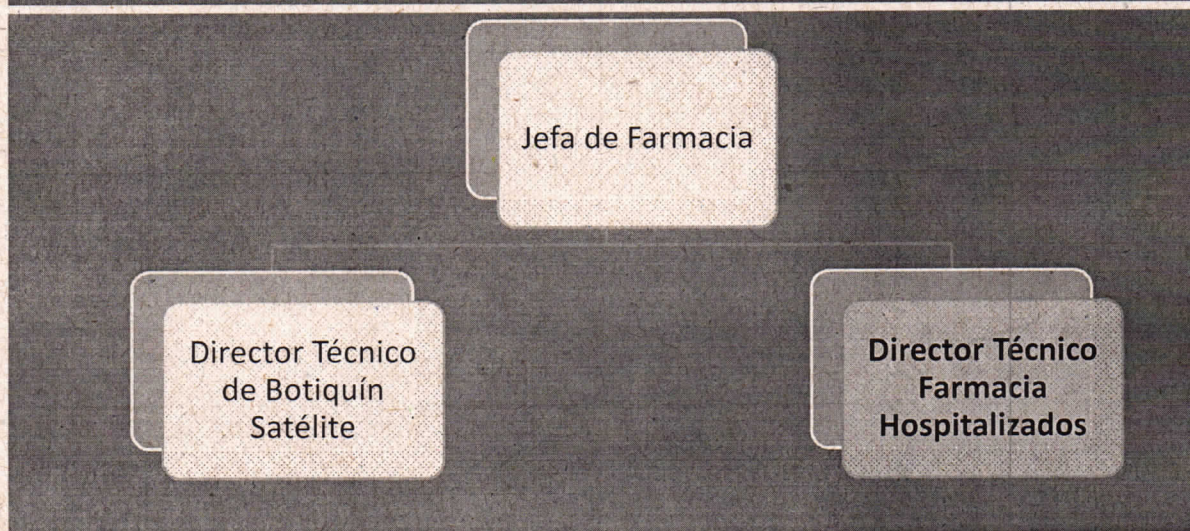 Jefa de Farmacia
Director Técnico
de Botiquín
Satélite
Director Técnico
Farmacia
Hospitalizados